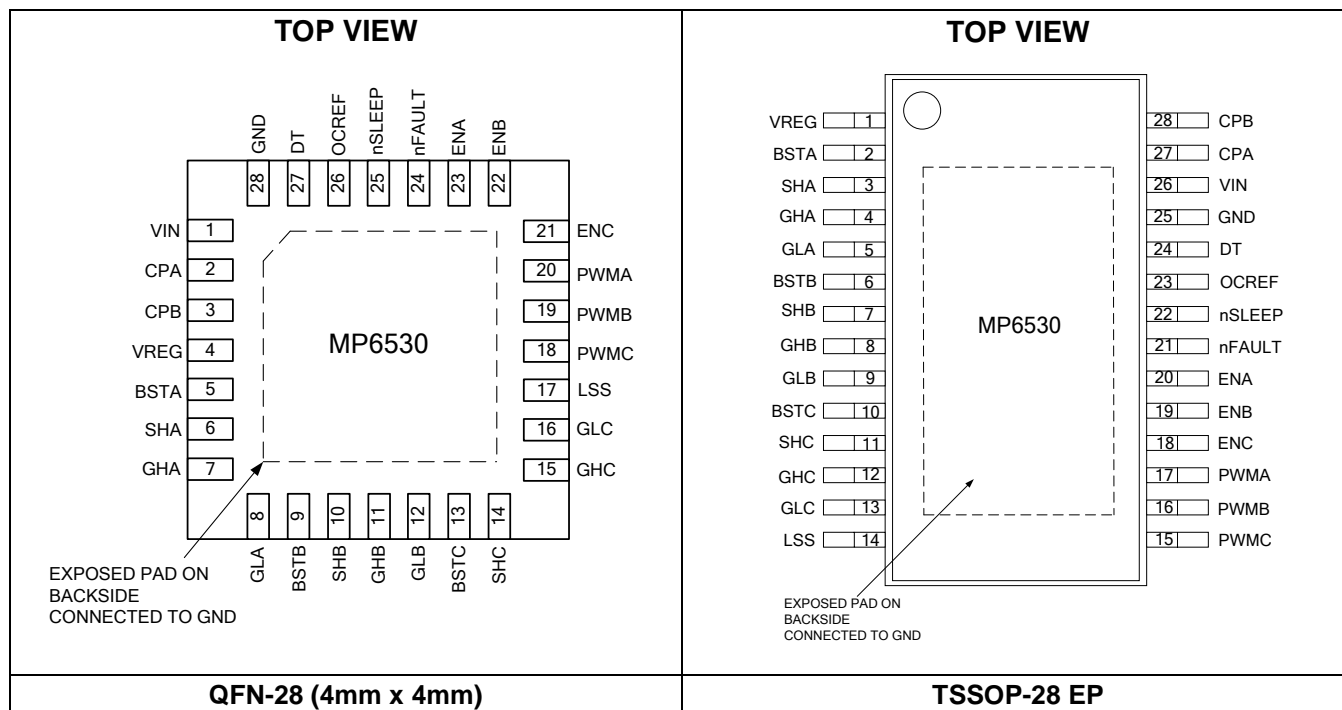 TOP VIEW
GND
DT
OCREF
nSLEEP
nFAULT
ENA
ENB
28
27
26
25
24
23
22
VIN 1
CPA 2
CPB 3
VREG 4
BSTA 5
SHA 6
GHA 7
21 ENC
20 PWMA
19 PWMB
18 PWMC
17 LSS
16 GLC
15 GHC
MP6530
8
9
10
11
12
13
14
GLA
BSTB
SHB
GHB
GLB
BSTC
SHC
EXPOSED PAD ON
BACKSIDE
CONNECTED TO GND
QFN-28 (4mm x 4mm)
TOP VIEW
VREG 1
BSTA 2
SHA 3
GHA 4
GLA 5
BSTB 6
SHB 7
GHB 8
GLB 9
BSTC 10
SHC 11
GHC 12
GLC 13
LSS 14
MP6530
28 CPB
27 CPA
26 VIN
25 GND
24 DT
23 OCREF
22 nSLEEP
21 nFAULT
20 ENA
19 ENB
18 ENC
17 PWMA
16 PWMB
15 PWMC
EXPOSED PAD ON
BACKSIDE
CONNECTED TO GND
TSSOP-28 EP